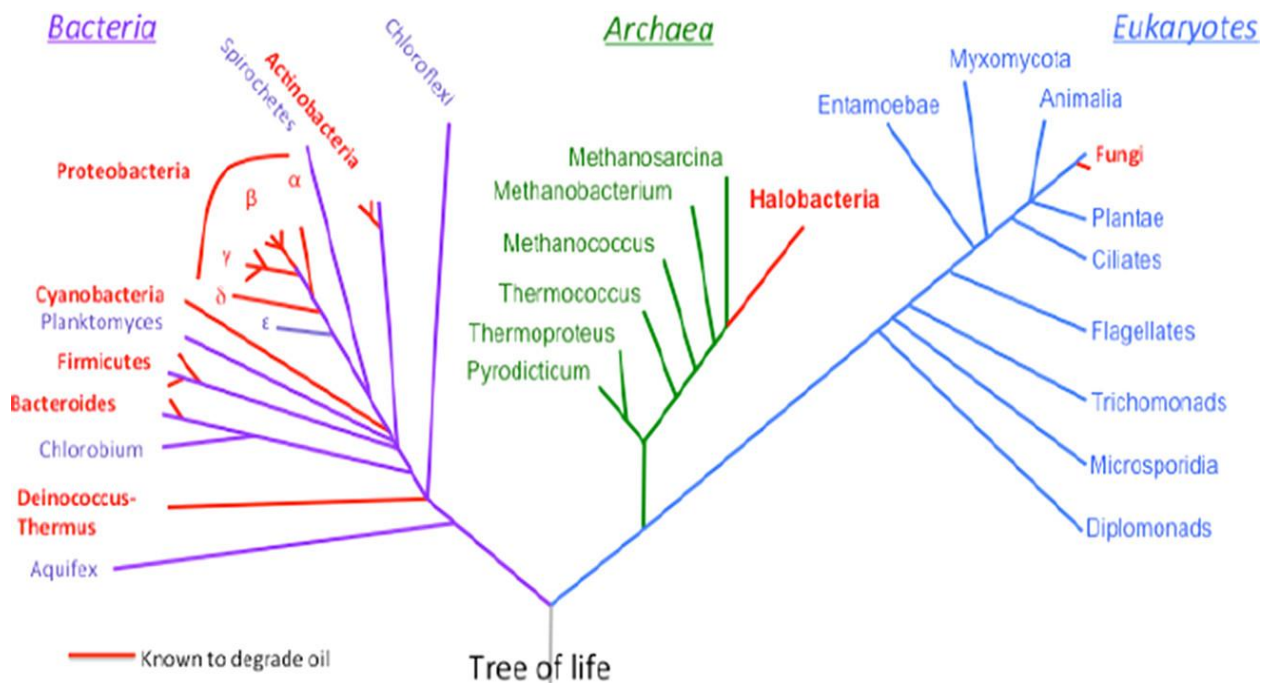 Bacteria
Archaea
Eukaryotes
Spirochetes
Actinobacteria
Chloroflexi
Proteobacteria
α
β
γ
δ
ε
Cyanobacteria
Planktomyces
Firmicutes
Bacteroides
Chlorobium
Deinococcus-
Thermus
Aquifex
Methanosarcina
Methanobacterium
Halobacteria
Methanococcus
Thermococcus
Thermoproteus
Pyrodicticum
Myxomycota
Entamoebae
Animalia
Fungi
Plantae
Ciliates
Flagellates
Trichomonads
Microsporidia
Diplomonads
Known to degrade oil
Tree of life